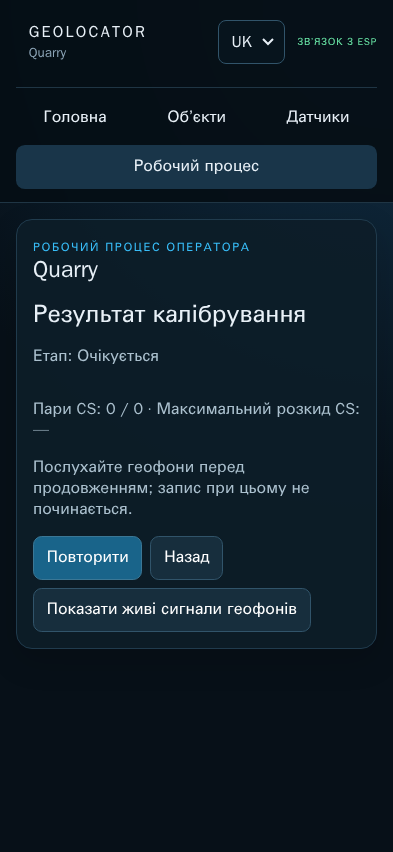 GEOLOCATOR
Quarry
UK
ЗВ'ЯЗОК З ESP
Головна
Об'єкти
Датчики
Робочий процес
РОБОЧИЙ ПРОЦЕС ОПЕРАТОРА
Quarry
Результат калібрування
Етап: Очікується
Пари CS: 0 / 0 · Максимальний розкид CS:
—
Послухайте геофони перед
продовженням; запис при цьому не
починається.
Повторити
Назад
Показати живі сигнали геофонів